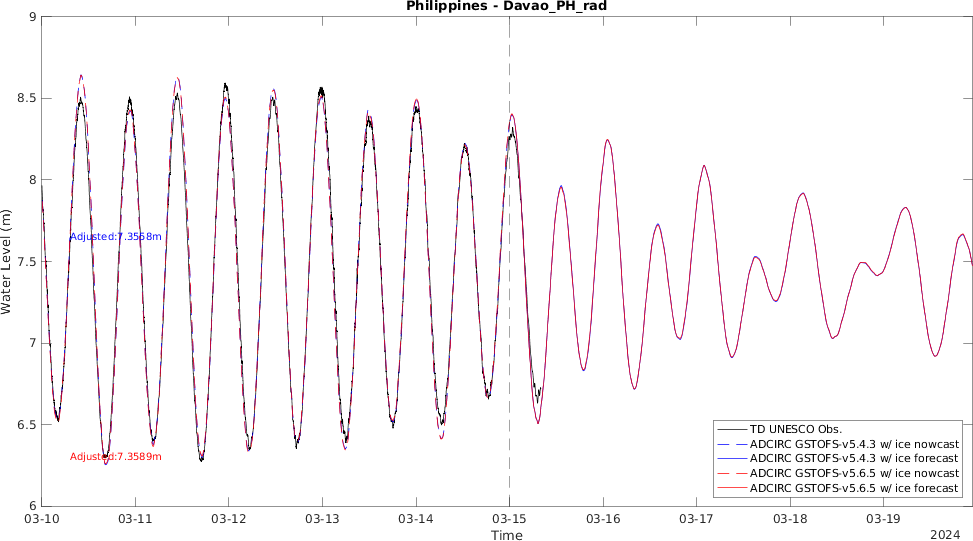 Philippines - Davao_PH_rad
9
8.5
8
7.5
7
6.5
6
Water Level (m)
Adjusted:7.3568m
Adjusted:7.3589m
TD UNESCO Obs.
ADCIRC GSTOFS-v5.4.3 w/ ice nowcast
ADCIRC GSTOFS-v5.4.3 w/ ice forecast
ADCIRC GSTOFS-v5.6.5 w/ ice nowcast
ADCIRC GSTOFS-v5.6.5 w/ ice forecast
03-10 03-11 03-12 03-13 03-14 03-15 03-16 03-17 03-18 03-19
Time
2024